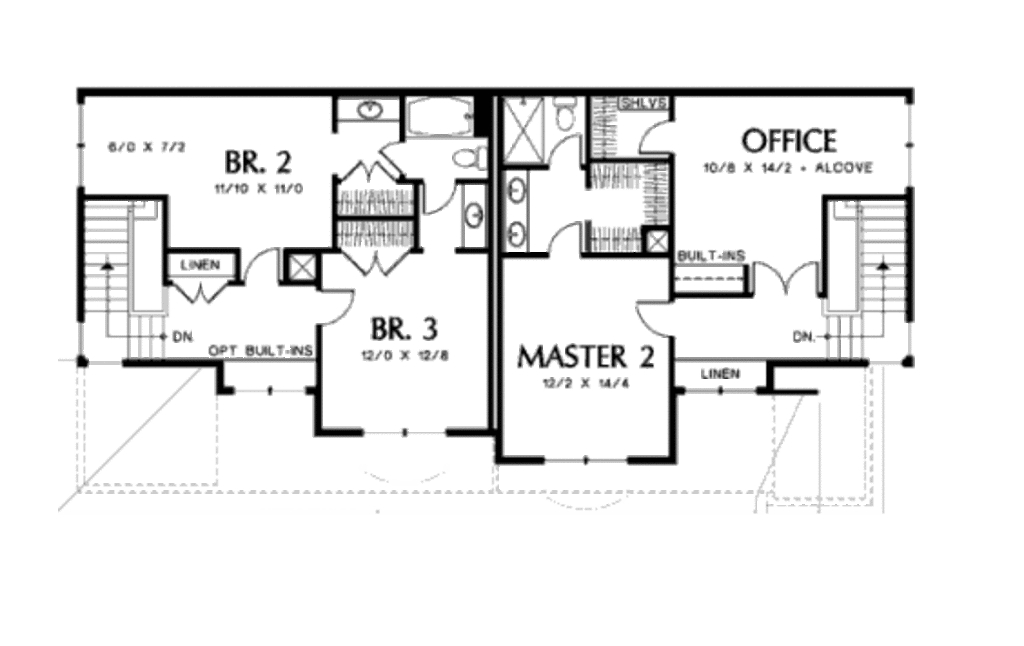 SHLVS
6/0 X 7/2
BR. 2
11/10 X 11/0
OFFICE
10/8 X 14/2 + ALCOVE
LINEN
BUILT-INS
BR. 3
12/0 X 12/8
DN.
OPT BUILT-INS
MASTER 2
12/2 X 14/4
DN.
LINEN